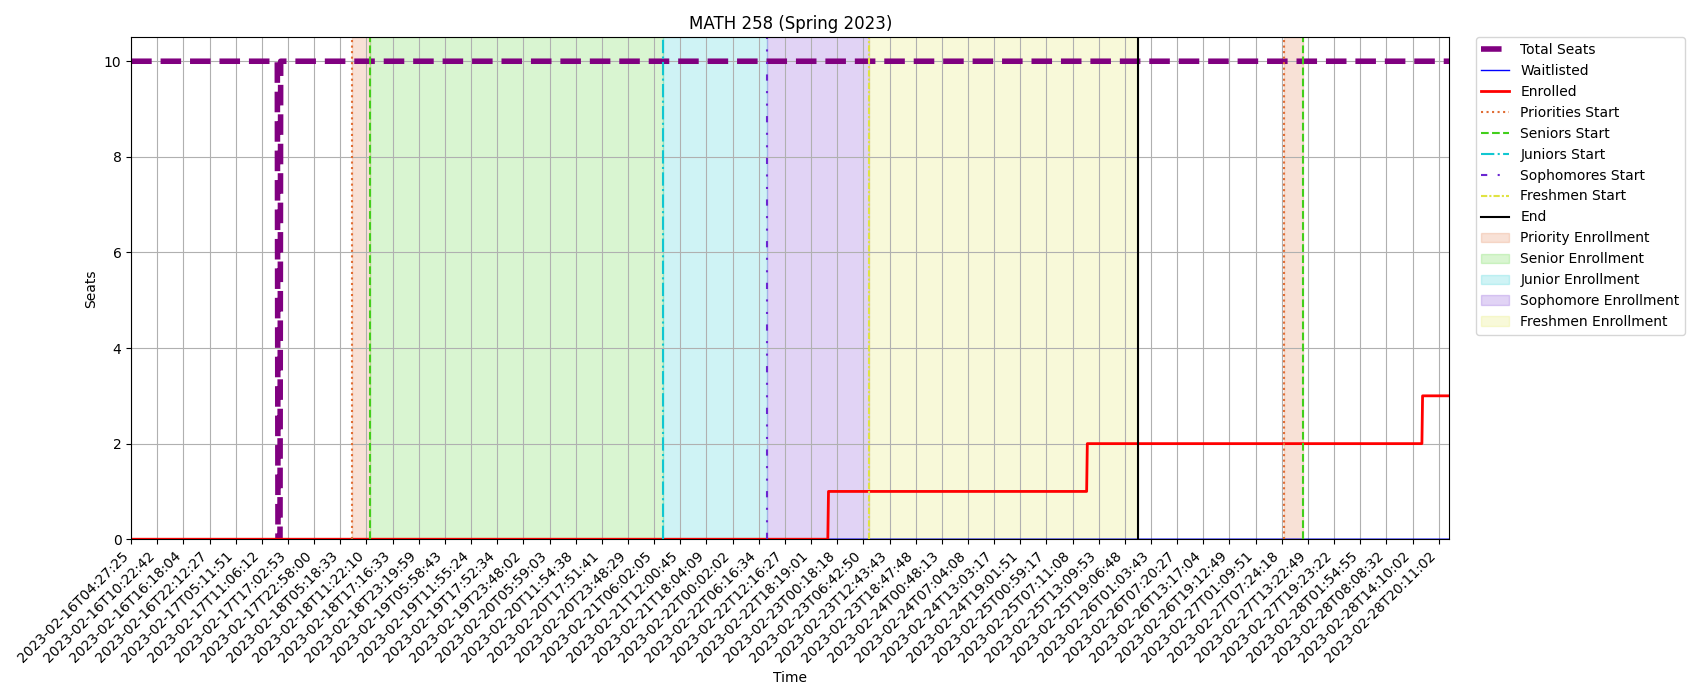 MATH 258 (Spring 2023)
10
8
6
4
2
0
Seats
2023-02-16T04:27:25
2023-02-16T10:22:42
2023-02-16T16:18:04
2023-02-16T22:12:27
2023-02-17T05:11:51
2023-02-17T11:06:12
2023-02-17T17:02:53
2023-02-17T22:58:00
2023-02-18T05:18:33
2023-02-18T11:22:10
2023-02-18T17:16:33
2023-02-18T23:19:59
2023-02-19T05:58:43
2023-02-19T11:55:24
2023-02-19T17:52:34
2023-02-19T23:48:02
2023-02-20T05:59:03
2023-02-20T11:54:38
2023-02-20T17:51:41
2023-02-20T23:48:29
2023-02-21T06:02:05
2023-02-21T12:00:45
2023-02-21T18:04:09
2023-02-22T00:02:02
2023-02-22T06:16:34
2023-02-22T12:16:27
2023-02-22T18:19:01
2023-02-23T00:18:18
2023-02-23T06:42:50
2023-02-23T12:43:43
2023-02-23T18:47:48
2023-02-24T00:48:13
2023-02-24T07:04:08
2023-02-24T13:03:17
2023-02-24T19:01:51
2023-02-25T00:59:17
2023-02-25T07:11:08
2023-02-25T13:09:53
2023-02-25T19:06:48
2023-02-26T01:03:43
2023-02-26T07:20:27
2023-02-26T13:17:04
2023-02-26T19:12:49
2023-02-27T01:09:51
2023-02-27T07:24:18
2023-02-27T13:22:49
2023-02-27T19:23:22
2023-02-28T01:54:55
2023-02-28T08:08:32
2023-02-28T14:10:02
2023-02-28T20:11:02
Time
Total Seats
Waitlisted
Enrolled
Priorities Start
Seniors Start
Juniors Start
Sophomores Start
Freshmen Start
End
Priority Enrollment
Senior Enrollment
Junior Enrollment
Sophomore Enrollment
Freshmen Enrollment